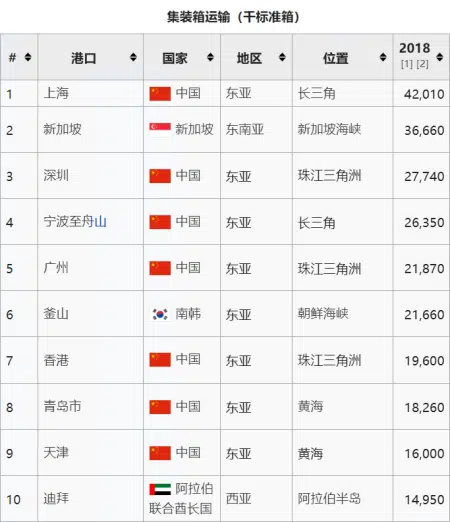 集装箱运输（千标准箱）
# 港口 国家 地区 位置 2018
[1] [2]
1 上海 中国 东亚 长三角 42,010
2 新加坡 新加坡 东南亚 新加坡海峡 36,660
3 深圳 中国 东亚 珠江三角洲 27,740
4 宁波至舟山 中国 东亚 长三角 26,350
5 广州 中国 东亚 珠江三角洲 21,870
6 釜山 南韩 东亚 朝鲜海峡 21,660
7 香港 中国 东亚 珠江三角洲 19,600
8 青岛市 中国 东亚 黄海 18,260
9 天津 中国 东亚 黄海 16,000
10 迪拜 阿拉伯 西亚 阿拉伯半岛 14,950
联合酋长国